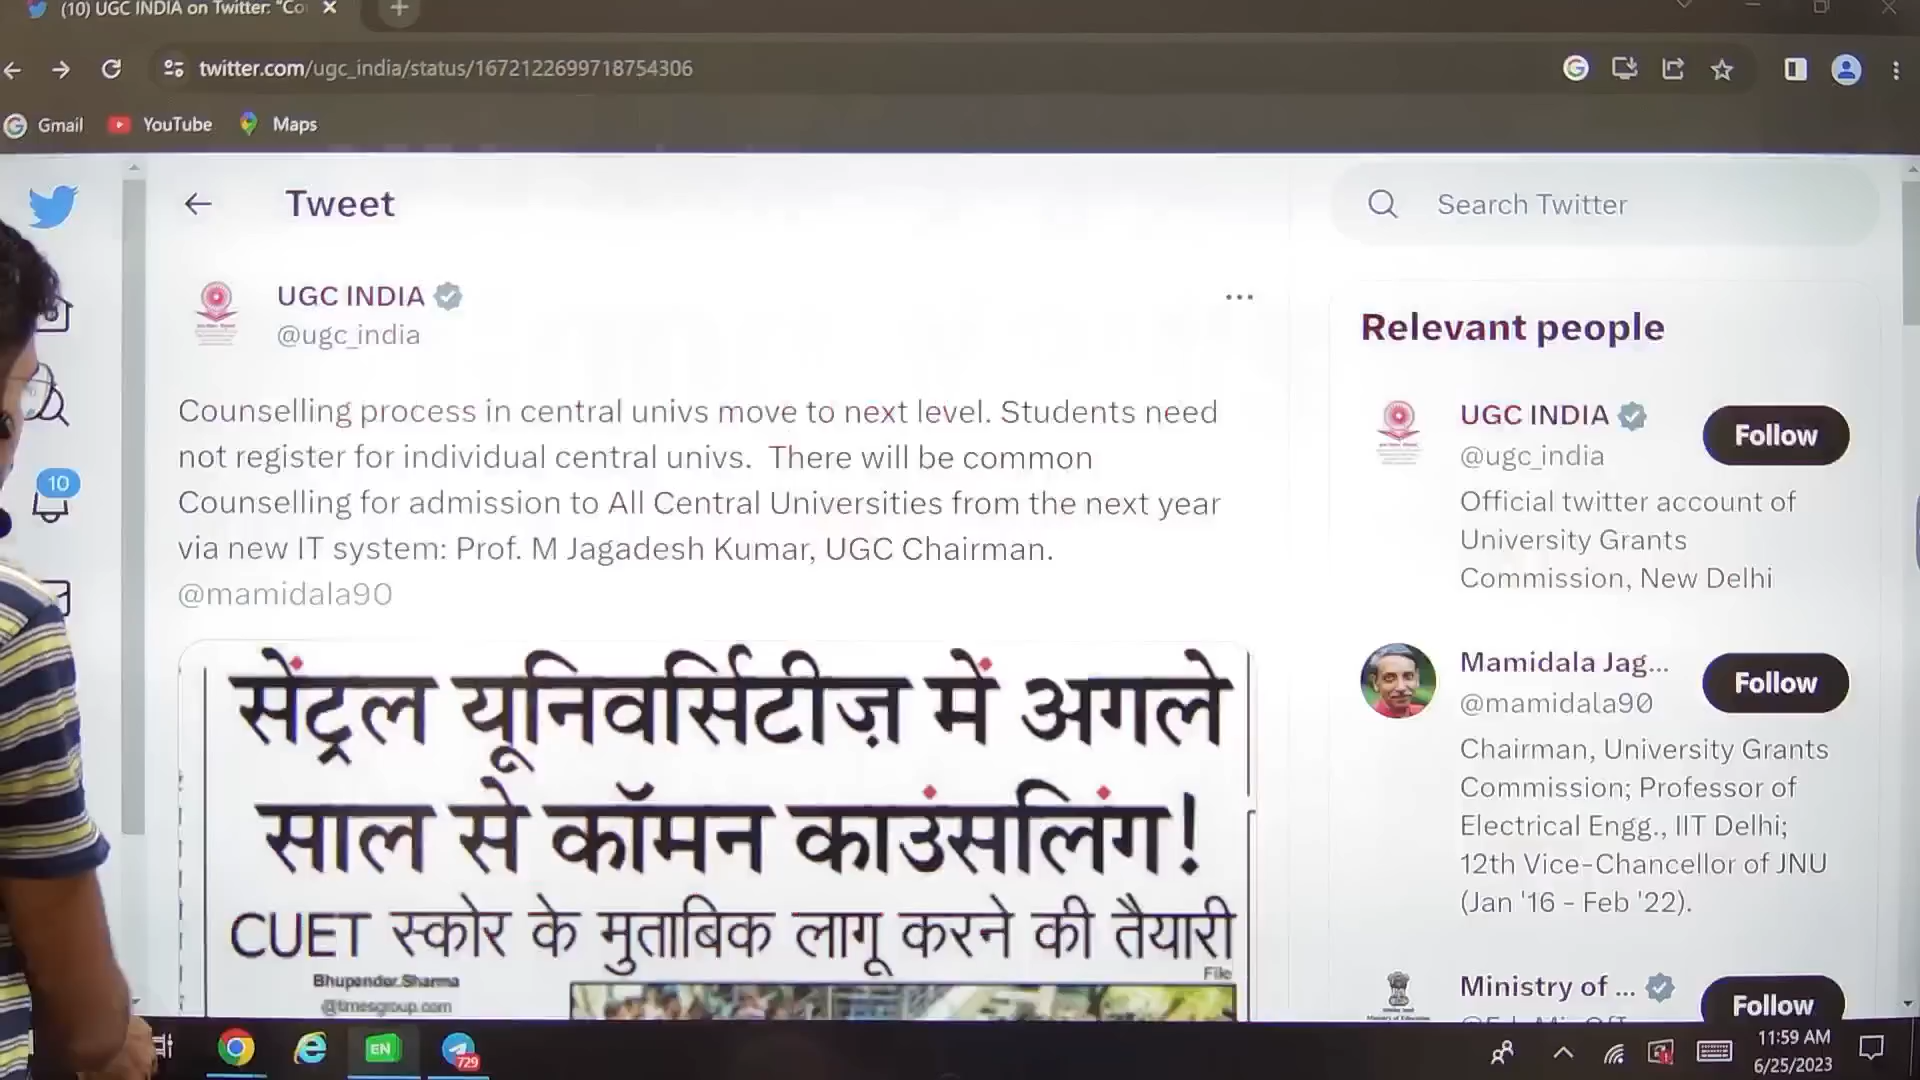 (10) UGC INDIA on Twitter: "Co
twitter.com/ugc_india/status/1672122699718754306
Gmail
YouTube
Maps
Tweet
Search Twitter
UGC INDIA
@ugc_india
Counselling process in central univs move to next level. Students need
not register for individual central univs. There will be common
Counselling for admission to All Central Universities from the next year
via new IT system: Prof. M Jagadesh Kumar, UGC Chairman.
@mamidala90
सेंट्रल यूनिवर्सिटीज़ में अगले
साल से कॉमन काउंसलिंग!
CUET स्कोर के मुताबिक लागू करने की तैयारी
Bhupender.Sharma
@timesgroup.com
File
Relevant people
UGC INDIA
Follow
@ugc_india
Official twitter account of
University Grants
Commission, New Delhi
Mamidala Jag...
Follow
@mamidala90
Chairman, University Grants
Commission; Professor of
Electrical Engg., IIT Delhi;
12th Vice-Chancellor of JNU
(Jan '16 - Feb '22).
Ministry of ...
Follow
10
EN
729
11:59 AM
6/25/2023